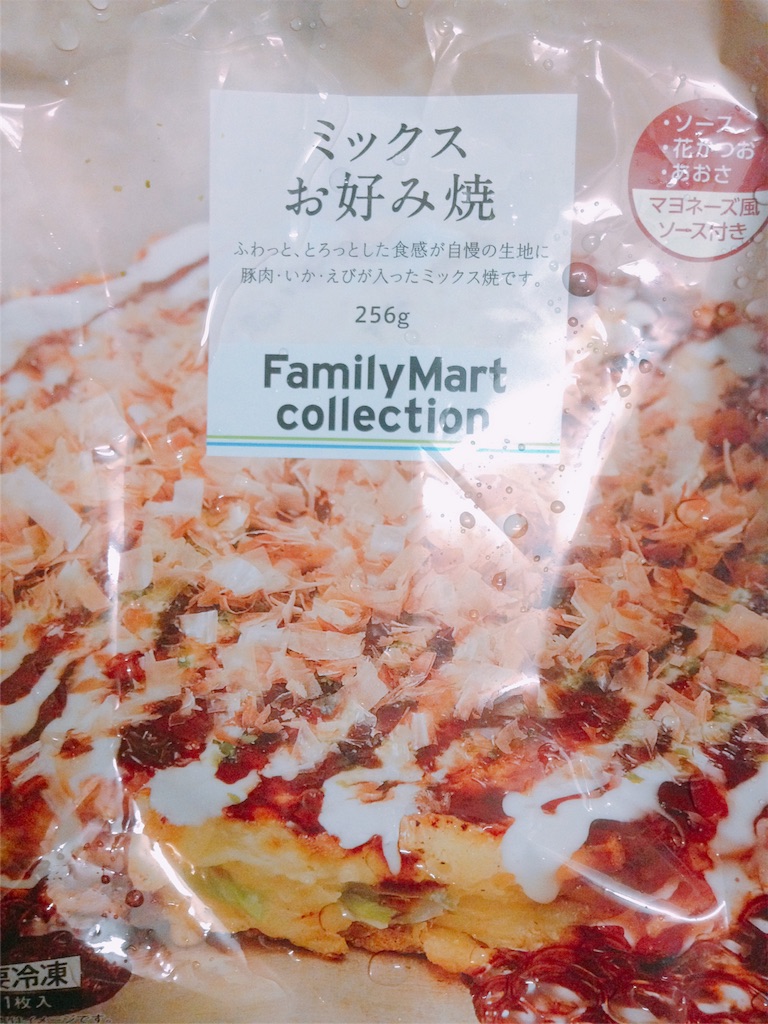 ミックス
お好み焼
ふわっと、とろっとした食感が自慢の生地に
豚肉・いか・えびが入ったミックス焼です。
256g
FamilyMart
collection
・ソース
・花かつお
・あおさ
マヨネーズ風
ソース付き
要冷凍
1枚入